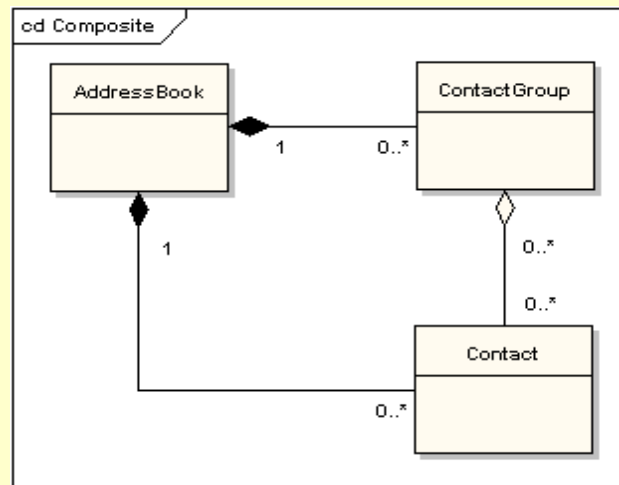 cd Composite
AddressBook
ContactGroup
1
0..*
1
0..*
0..*
Contact
0..*